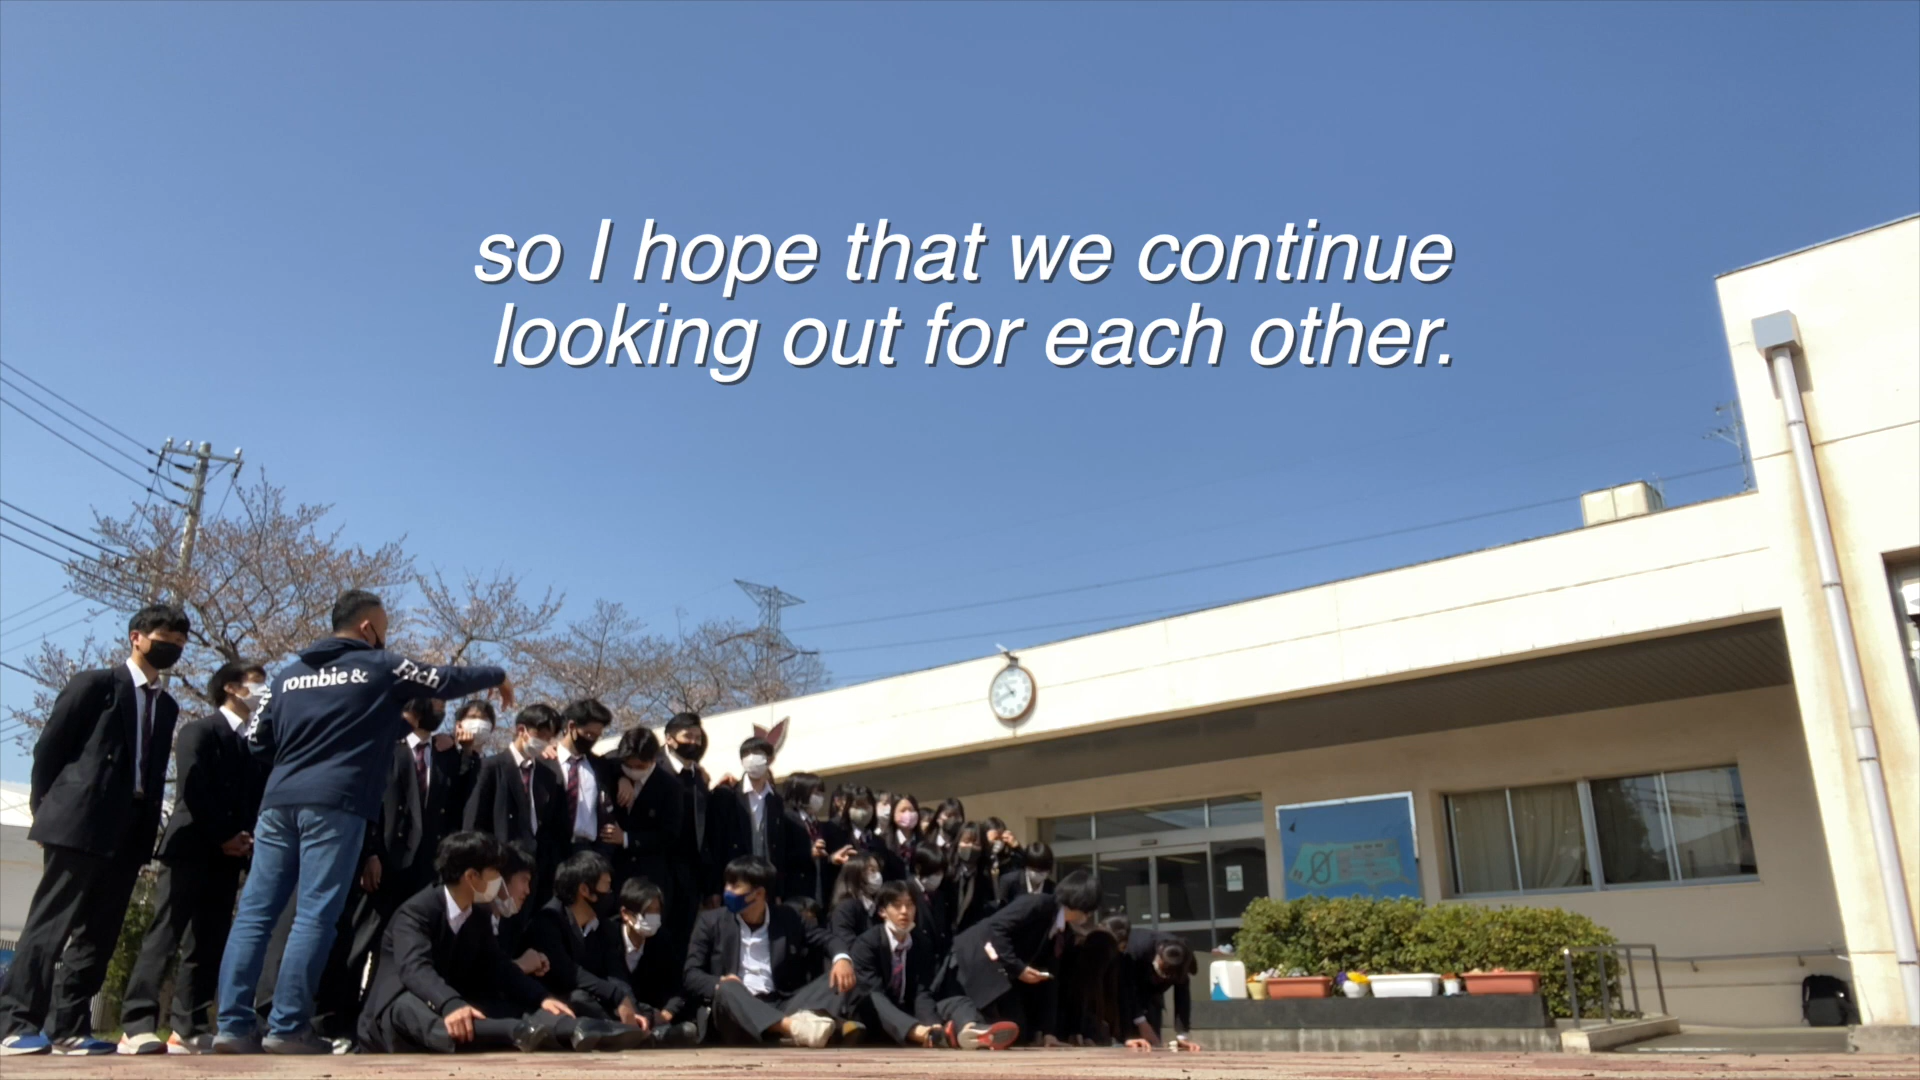 so I hope that we continue
looking out for each other.
rombie &
Fitch